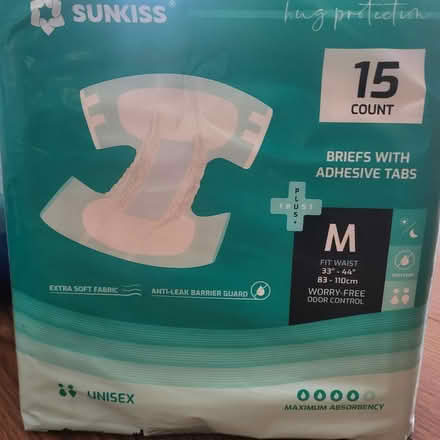 SUNKISS®
hug protection
15
COUNT
BRIEFS WITH
ADHESIVE TABS
TRUST
PLUS+
M
FIT WAIST
33" - 44"
83 - 110cm
WORRY-FREE
ODOR CONTROL
EXTRA SOFT FABRIC
ANTI-LEAK BARRIER GUARD
UNISEX
MAXIMUM ABSORBENCY